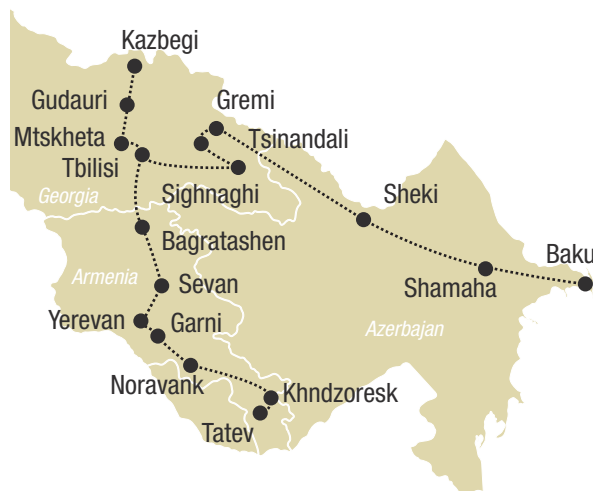 Kazbegi
Gudauri
Gremi
Mtskheta
Tsinandali
Tbilisi
Sighnaghi
Georgia
Sheki
Bagratashen
Baku
Armenia
Sevan
Shamaha
Yerevan
Garni
Azerbajan
Noravank
Khndzoresk
Tatev